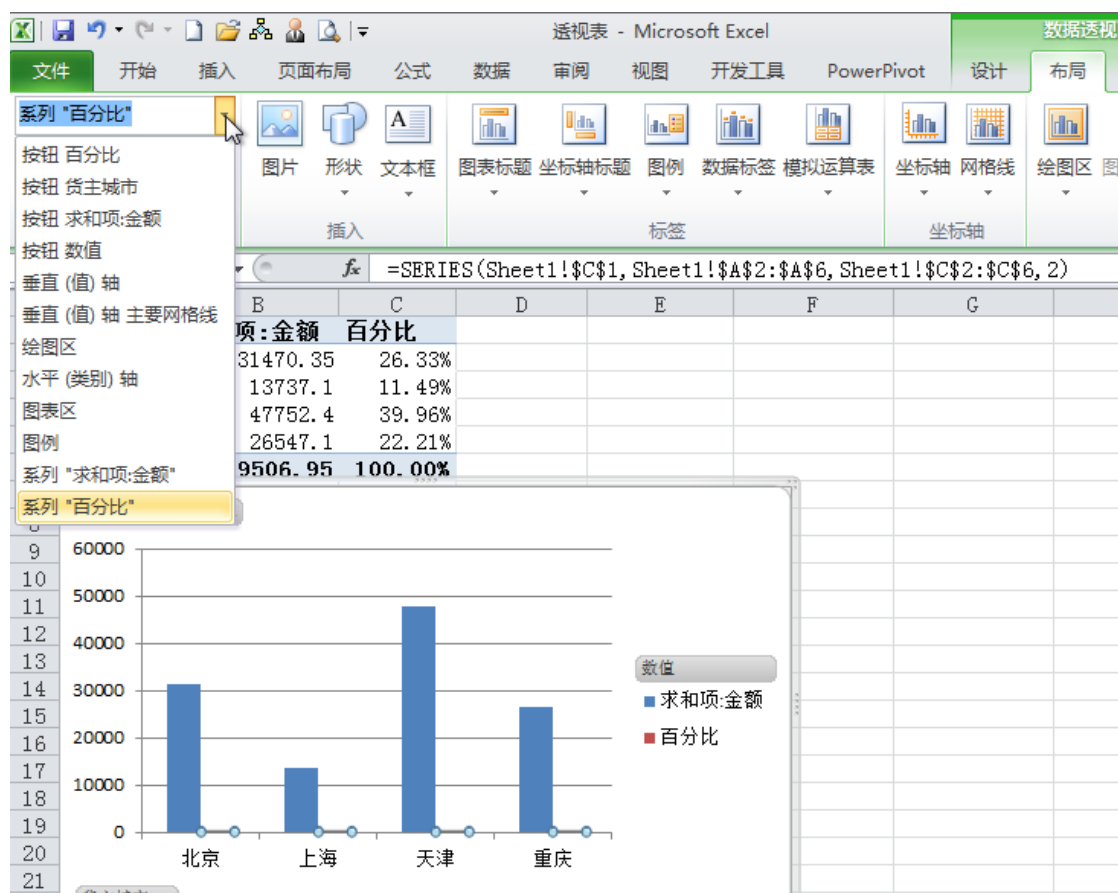 透视表 - Microsoft Excel
数据透视
文件 开始 插入 页面布局 公式 数据 审阅 视图 开发工具 PowerPivot 设计 布局
系列 "百分比"
图片 形状 文本框 图表标题 坐标轴标题 图例 数据标签 模拟运算表 坐标轴 网格线 绘图区
插入 标签 坐标轴
按钮 百分比
按钮 货主城市
按钮 求和项:金额
按钮 数值
垂直 (值) 轴
垂直 (值) 轴 主要网格线
绘图区
水平 (类别) 轴
图表区
图例
系列 "求和项:金额"
系列 "百分比"
fx =SERIES(Sheet1!$C$1,Sheet1!$A$2:$A$6,Sheet1!$C$2:$C$6,2)
B C D E F G
项:金额 百分比
31470.35 26.33%
13737.1 11.49%
47752.4 39.96%
26547.1 22.21%
9506.95 100.00%
9
10
11
12
13
14
15
16
17
18
19
20
21
60000
50000
40000
30000
20000
10000
0
北京 上海 天津 重庆
数值
求和项:金额
百分比